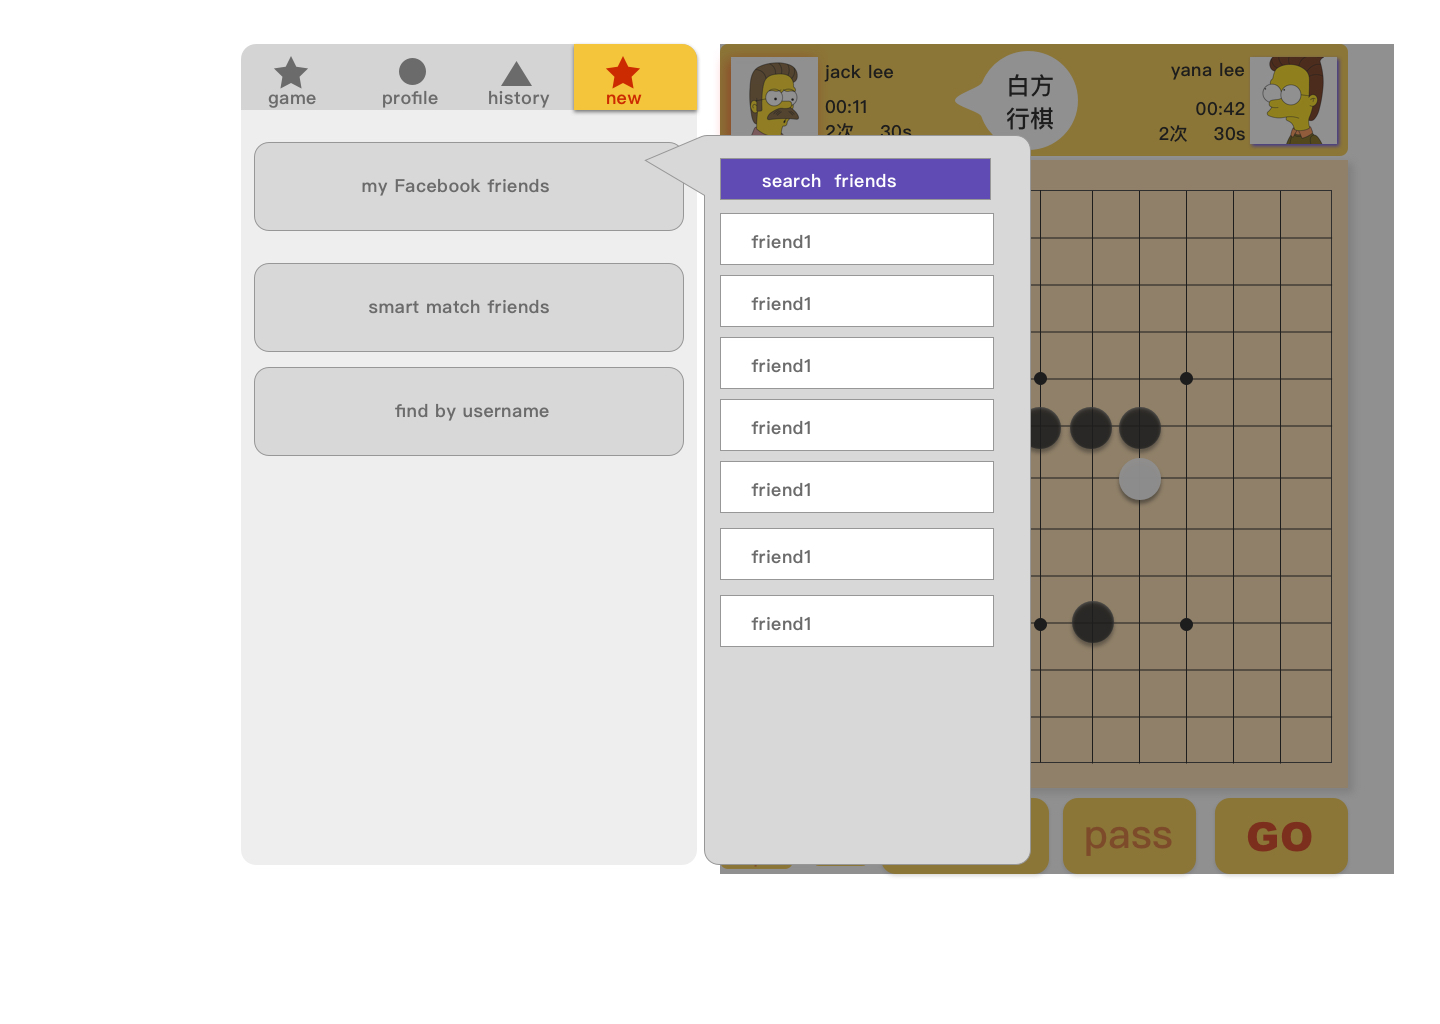 game
profile
history
new
my Facebook friends
smart match friends
find by username
jack lee
00:11
2次 30s
白方
行棋
yana lee
00:42
2次 30s
search friends
friend1
friend1
friend1
friend1
friend1
friend1
friend1
pass
GO